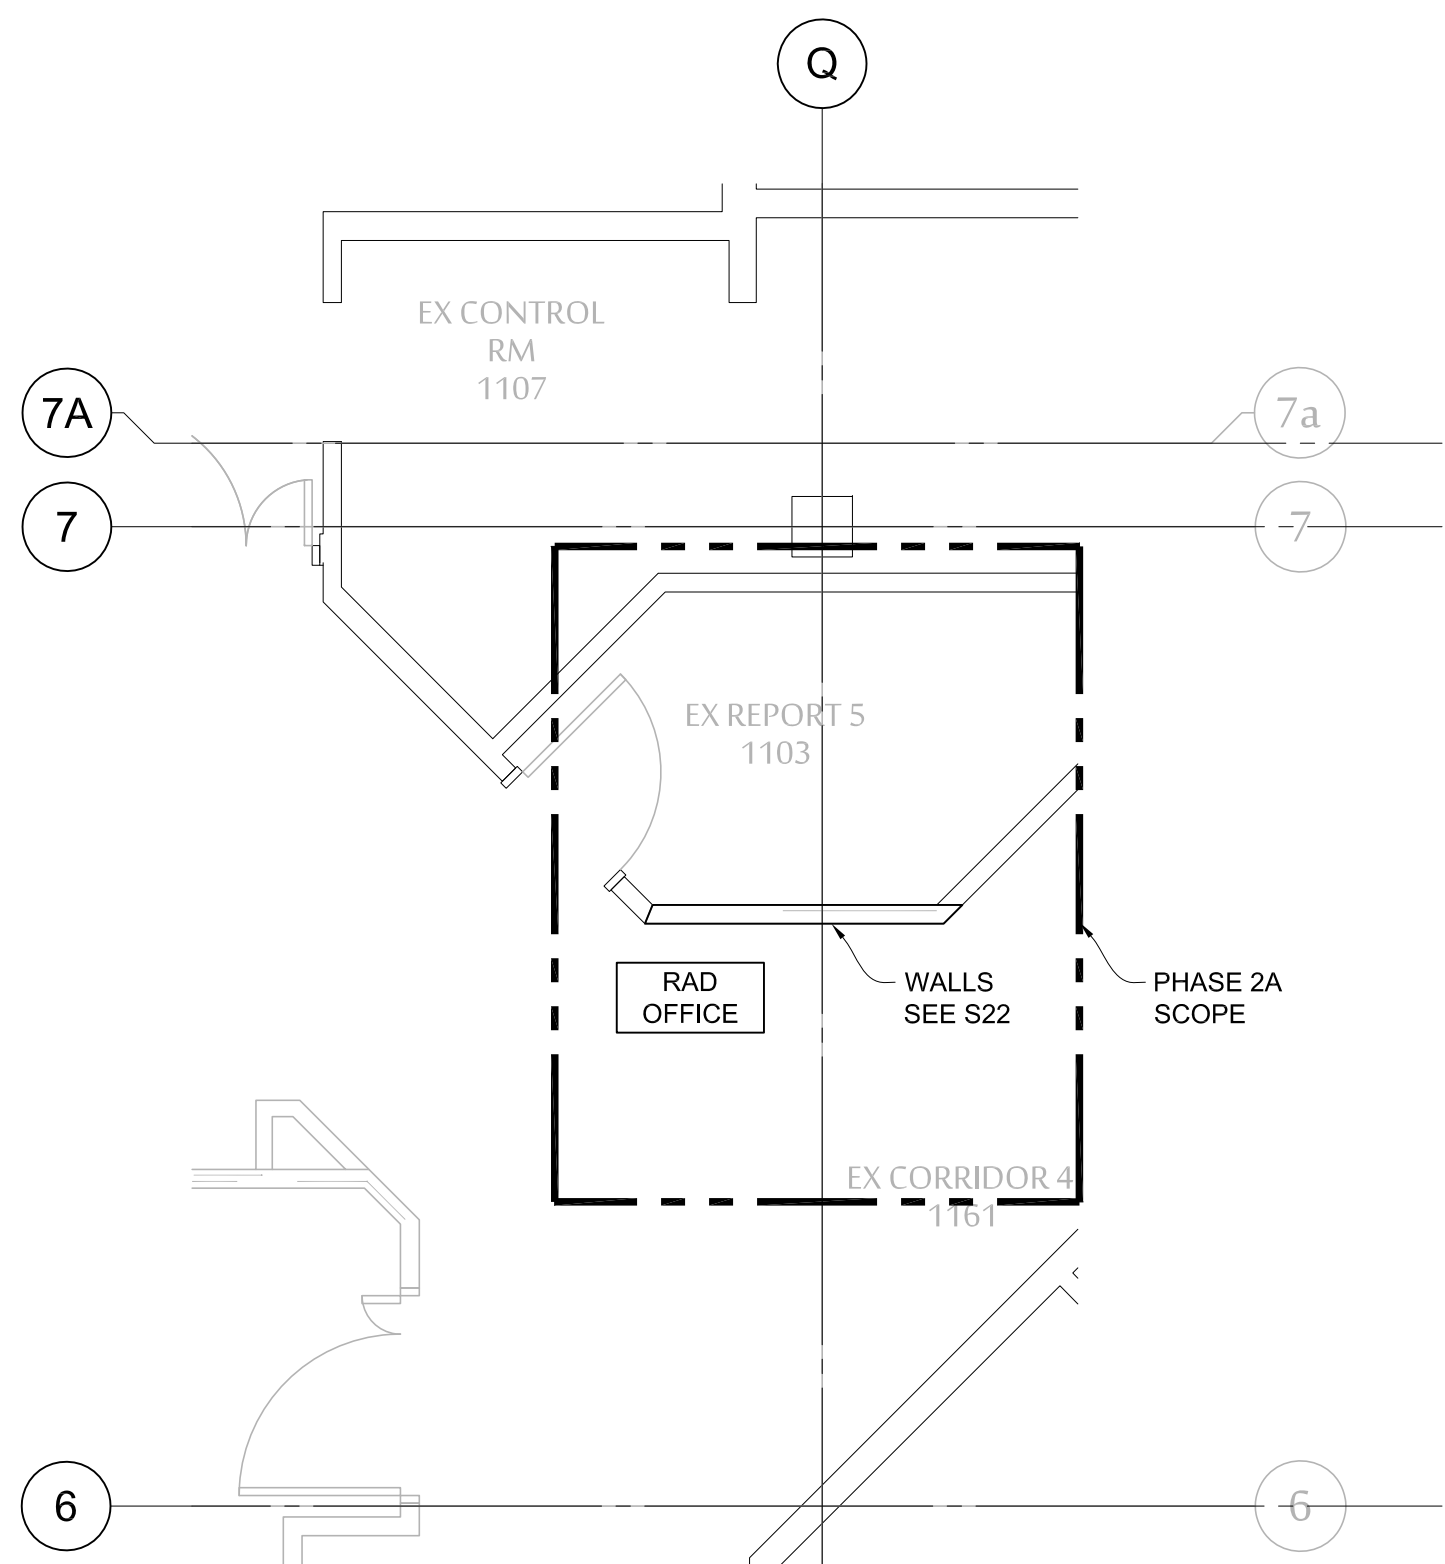 Q
EX CONTROL
RM
1107
7A
7a
7
7
EX REPORT 5
1103
RAD
OFFICE
WALLS
SEE S22
PHASE 2A
SCOPE
EX CORRIDOR 4
1161
6
6